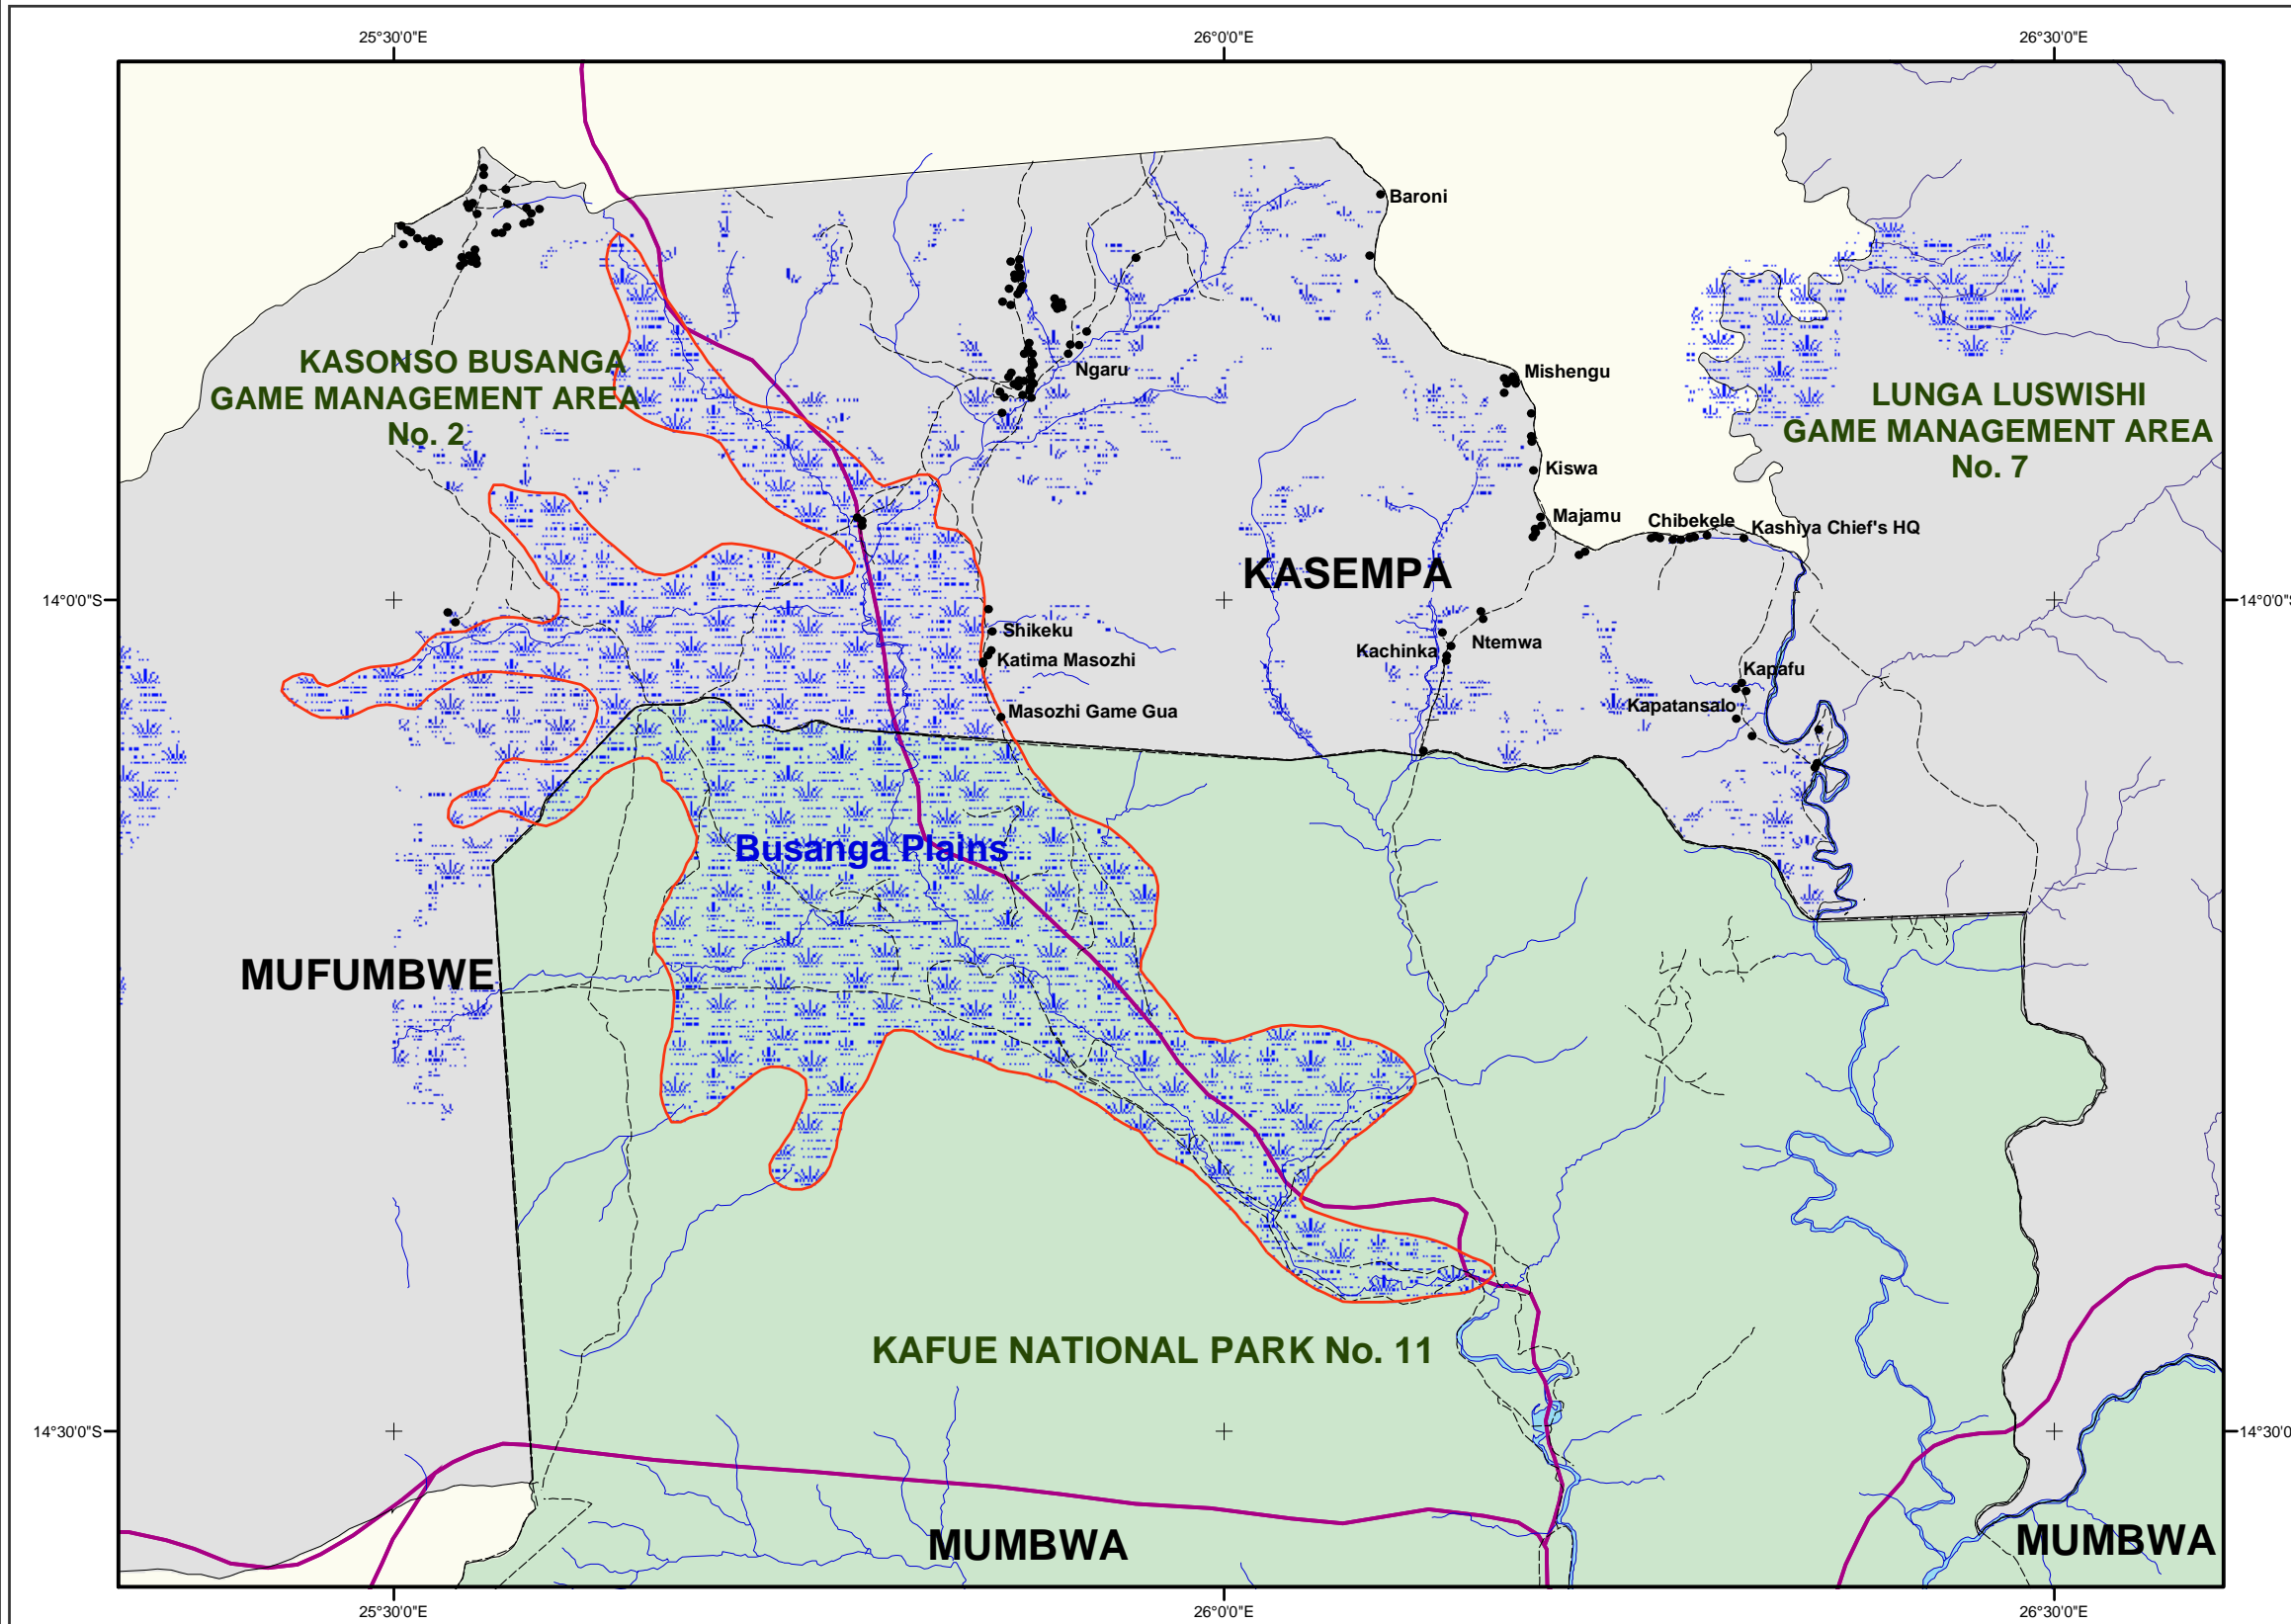 25°30'0"E
26°0'0"E
26°30'0"E
Baroni
KASONSO BUSANGA
GAME MANAGEMENT AREA
No. 2
Ngaru
Mishengu
LUNGA LUSWISHI
GAME MANAGEMENT AREA
No. 7
Kiswa
Majamu
Chibekele
Kashiya Chief's HQ
KASEMPA
14°0'0"S
14°0'0"S
Shikeku
Katima Masozhi
Kachinka
Ntemwa
Kapafu
Kapatansalo
Masozhi Game Gua
Busanga Plains
MUFUMBWE
KAFUE NATIONAL PARK No. 11
14°30'0"S
14°30'0"
MUMBWA
MUMBWA
25°30'0"E
26°0'0"E
26°30'0"E